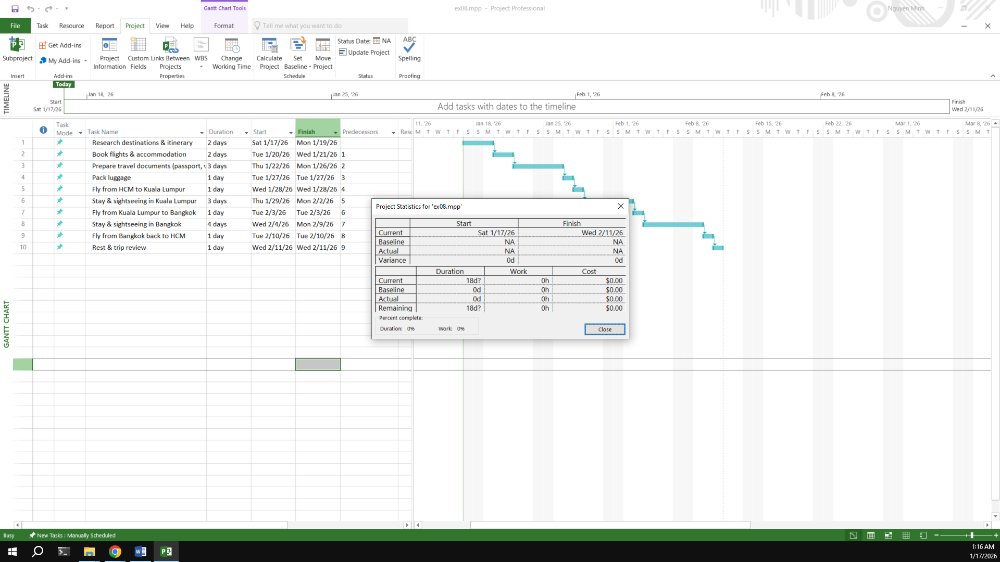 Gantt Chart Tools
ex08.mpp - Project Professional
Nguyen Minh
File Task Resource Report Project View Help Format Tell me what you want to do
Subproject
Insert
Get Add-ins
My Add-ins
Add-ins
Project Information
Custom Fields
Links Between Projects
WBS
Change Working Time
Properties
Calculate Project
Set Baseline
Move Project
Schedule
Status Date: NA
Update Project
Status
ABC
Spelling
Proofing
TIMELINE
Today
Jan 18, '26 Jan 25, '26 Feb 1, '26 Feb 8, '26
Start
Sat 1/17/26
Add tasks with dates to the timeline
Finish
Wed 2/11/26
GANTT CHART
Task Mode Task Name Duration Start Finish Predecessors Resc
1 Research destinations & itinerary 2 days Sat 1/17/26 Mon 1/19/26
2 Book flights & accommodation 2 days Tue 1/20/26 Wed 1/21/26 1
3 Prepare travel documents (passport, v 3 days Thu 1/22/26 Mon 1/26/26 2
4 Pack luggage 1 day Tue 1/27/26 Tue 1/27/26 3
5 Fly from HCM to Kuala Lumpur 1 day Wed 1/28/26 Wed 1/28/26 4
6 Stay & sightseeing in Kuala Lumpur 3 days Thu 1/29/26 Mon 2/2/26 5
7 Fly from Kuala Lumpur to Bangkok 1 day Tue 2/3/26 Tue 2/3/26 6
8 Stay & sightseeing in Bangkok 4 days Wed 2/4/26 Mon 2/9/26 7
9 Fly from Bangkok back to HCM 1 day Tue 2/10/26 Tue 2/10/26 8
10 Rest & trip review 1 day Wed 2/11/26 Wed 2/11/26 9
11, '26 Jan 18, '26 Jan 25, '26 Feb 1, '26 Feb 8, '26 Feb 15, '26 Feb 22, '26 Mar 1, '26 Mar 8, '26
M T W T F S S M T W T F S S M T W T F S S M T W T F S S M T W T F S S M T W T F S S M T W T F S S M T W T F S S M T
Project Statistics for 'ex08.mpp'
Start Finish
Current Sat 1/17/26 Wed 2/11/26
Baseline NA NA
Actual NA NA
Variance 0d 0d
Duration Work Cost
Current 18d? 0h $0.00
Baseline 0d 0h $0.00
Actual 0d 0h $0.00
Remaining 18d? 0h $0.00
Percent complete:
Duration: 0% Work: 0%
Close
Busy New Tasks : Manually Scheduled
1:16 AM
1/17/2026